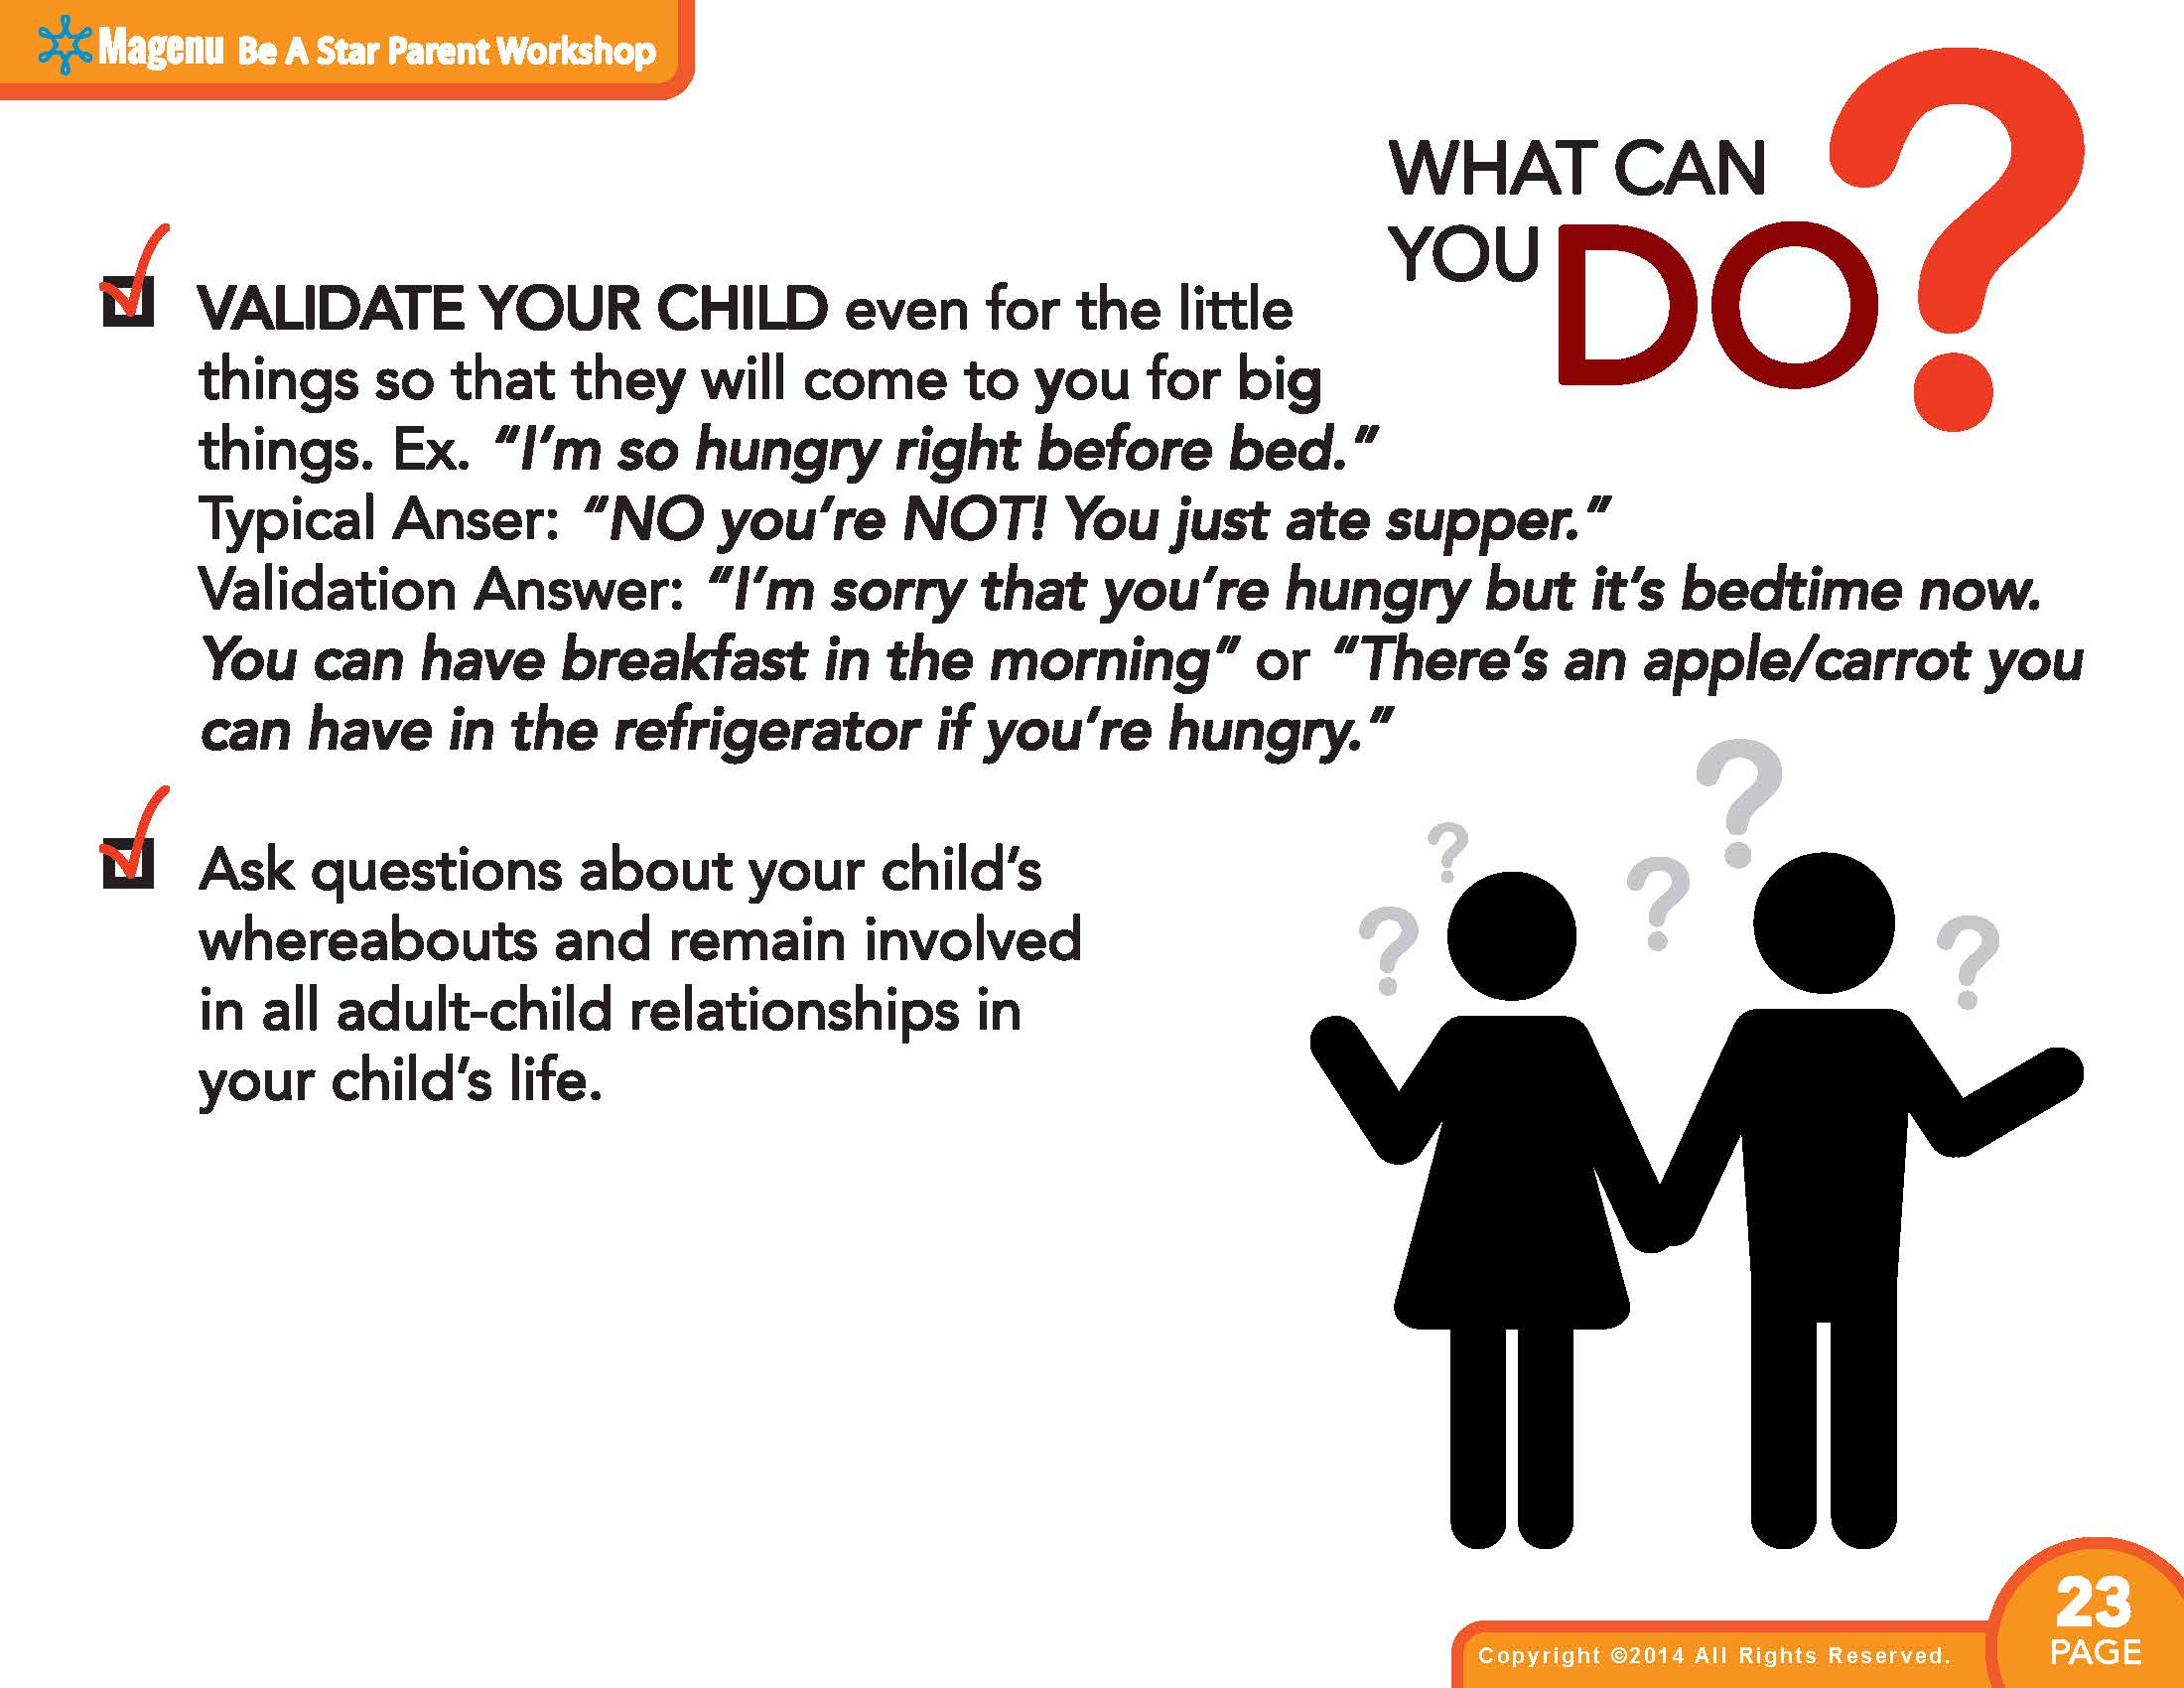 Magenu Be A Star Parent Workshop
WHAT CAN
YOU DO?
VALIDATE YOUR CHILD even for the little
things so that they will come to you for big
things. Ex. “I’m so hungry right before bed.”
Typical Anser: “NO you’re NOT! You just ate supper.”
Validation Answer: “I’m sorry that you’re hungry but it’s bedtime now.
You can have breakfast in the morning” or “There’s an apple/carrot you
can have in the refrigerator if you’re hungry.”
Ask questions about your child’s
whereabouts and remain involved
in all adult-child relationships in
your child’s life.
? ? ? ? ?
Copyright ©2014 All Rights Reserved.
23
PAGE